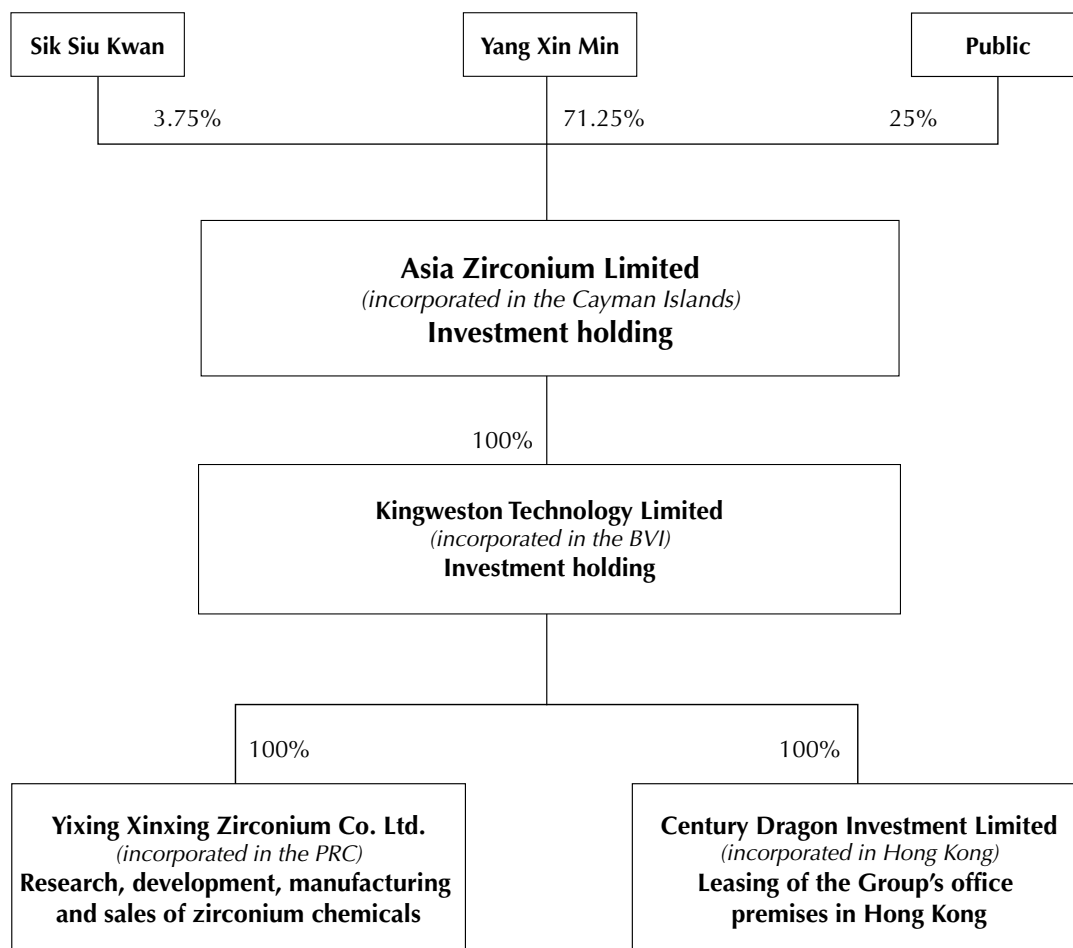 Sik Siu Kwan
Yang Xin Min
Public
3.75%
71.25%
25%
Asia Zirconium Limited
(incorporated in the Cayman Islands)
Investment holding
100%
Kingweston Technology Limited
(incorporated in the BVI)
Investment holding
100%
100%
Yixing Xinxing Zirconium Co. Ltd.
(incorporated in the PRC)
Research, development, manufacturing
and sales of zirconium chemicals
Century Dragon Investment Limited
(incorporated in Hong Kong)
Leasing of the Group's office
premises in Hong Kong